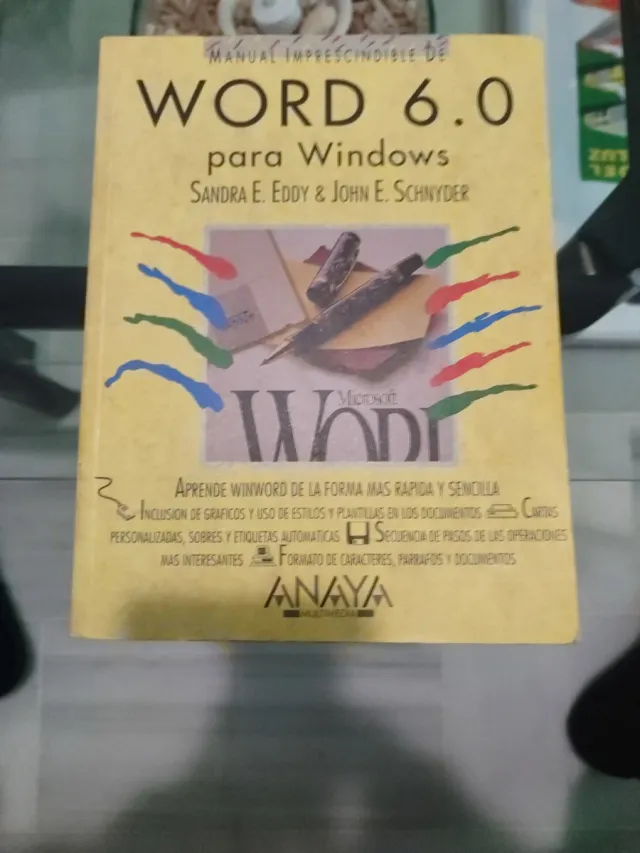 MANUAL IMPRESCINDIBLE DE
WORD 6.0
para Windows
SANDRA E. EDDY & JOHN E. SCHNYDER
Microsoft
WORD
APRENDE WINWORD DE LA FORMA MAS RAPIDA Y SENCILLA
INCLUSION DE GRAFICOS Y USO DE ESTILOS Y PLANTILLAS EN LOS DOCUMENTOS CARTAS
PERSONALIZADAS, SOBRES Y ETIQUETAS AUTOMATICAS SECUENCIA DE PASOS DE LAS OPERACIONES
MAS INTERESANTES FORMATO DE CARACTERES, PARRAFOS Y DOCUMENTOS
ANAYA
MULTIMEDIA